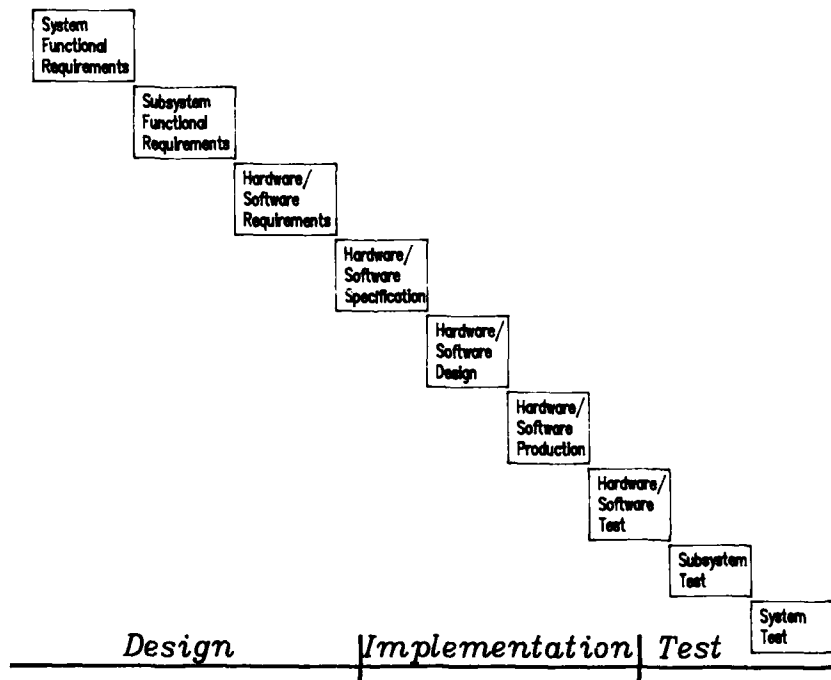 System
Functional
Requirements
Subsystem
Functional
Requirements
Hardware/
Software
Requirements
Hardware/
Software
Specification
Hardware/
Software
Design
Hardware/
Software
Production
Hardware/
Software
Test
Subsystem
Test
System
Test
Design Implementation Test